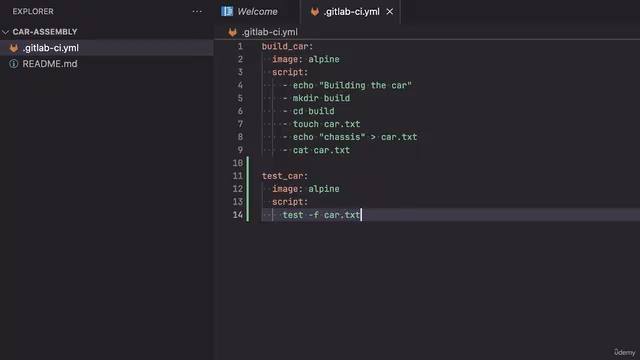 EXPLORER ...
Welcome
.gitlab-ci.yml
CAR-ASSEMBLY
.gitlab-ci.yml
README.md
.gitlab-ci.yml
1 build_car:
2 image: alpine
3 script:
4 - echo "Building the car"
5 - mkdir build
6 - cd build
7 - touch car.txt
8 - echo "chassis" > car.txt
9 - cat car.txt
10
11 test_car:
12 image: alpine
13 script:
14 test -f car.txt
ûdemy